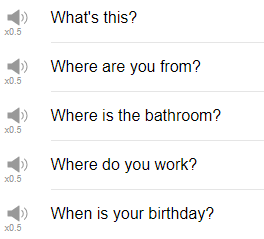 What's this?
x0.5
Where are you from?
x0.5
Where is the bathroom?
x0.5
Where do you work?
x0.5
When is your birthday?
x0.5